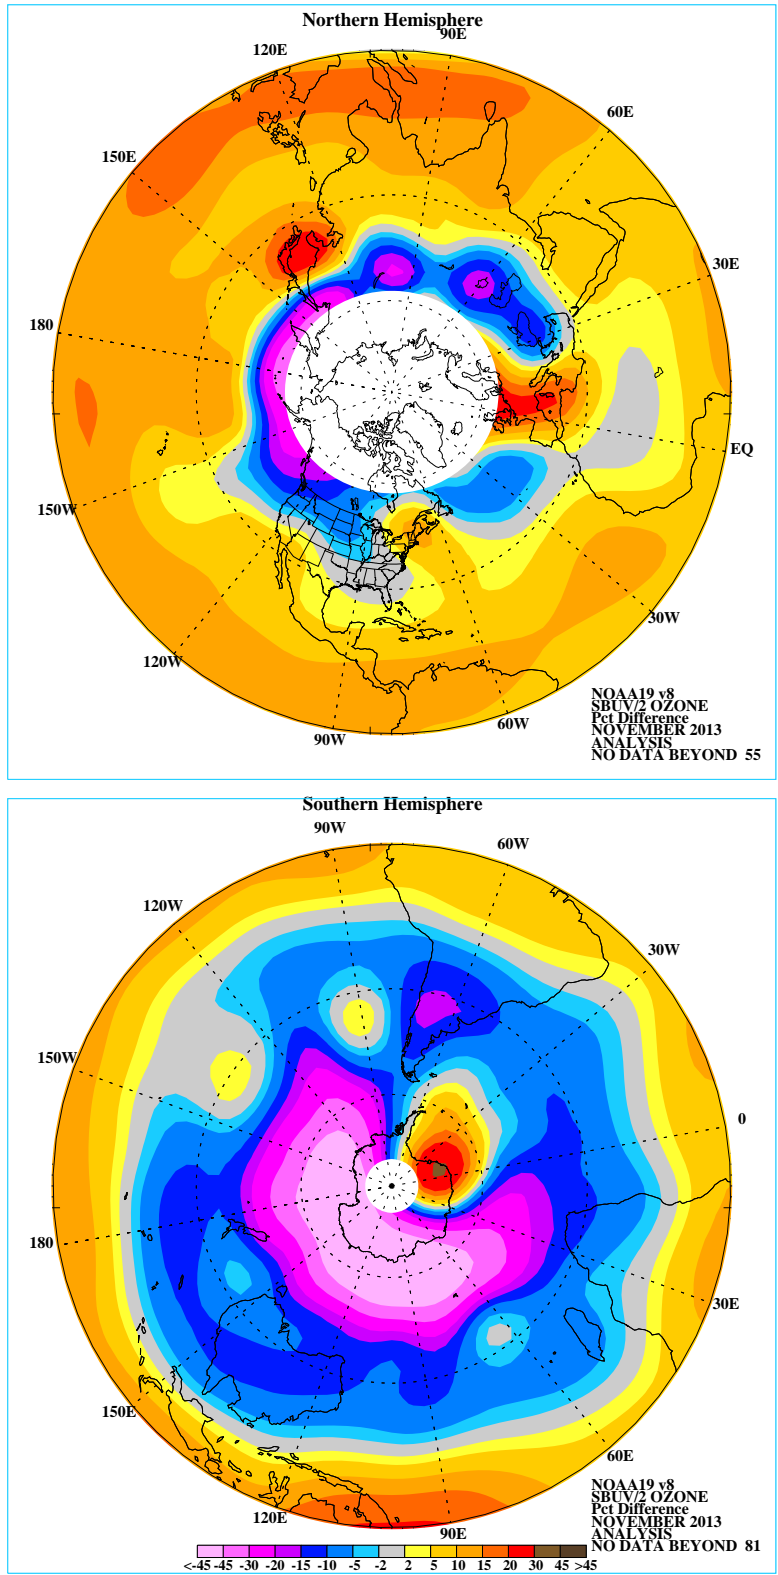 Northern Hemisphere
90E
120E
60E
150E
30E
180
EQ
150W
30W
120W
60W
90W
NOAA19 v8
SBUV/2 OZONE
Pct Difference
NOVEMBER 2013
ANALYSIS
NO DATA BEYOND 55
Southern Hemisphere
90W
60W
120W
30W
150W
0
180
30E
150E
60E
120E
90E
NOAA19 v8
SBUV/2 OZONE
Pct Difference
NOVEMBER 2013
ANALYSIS
NO DATA BEYOND 81
<-45 -45 -30 -20 -15 -10 -5 -2 2 5 10 15 20 30 45 >45